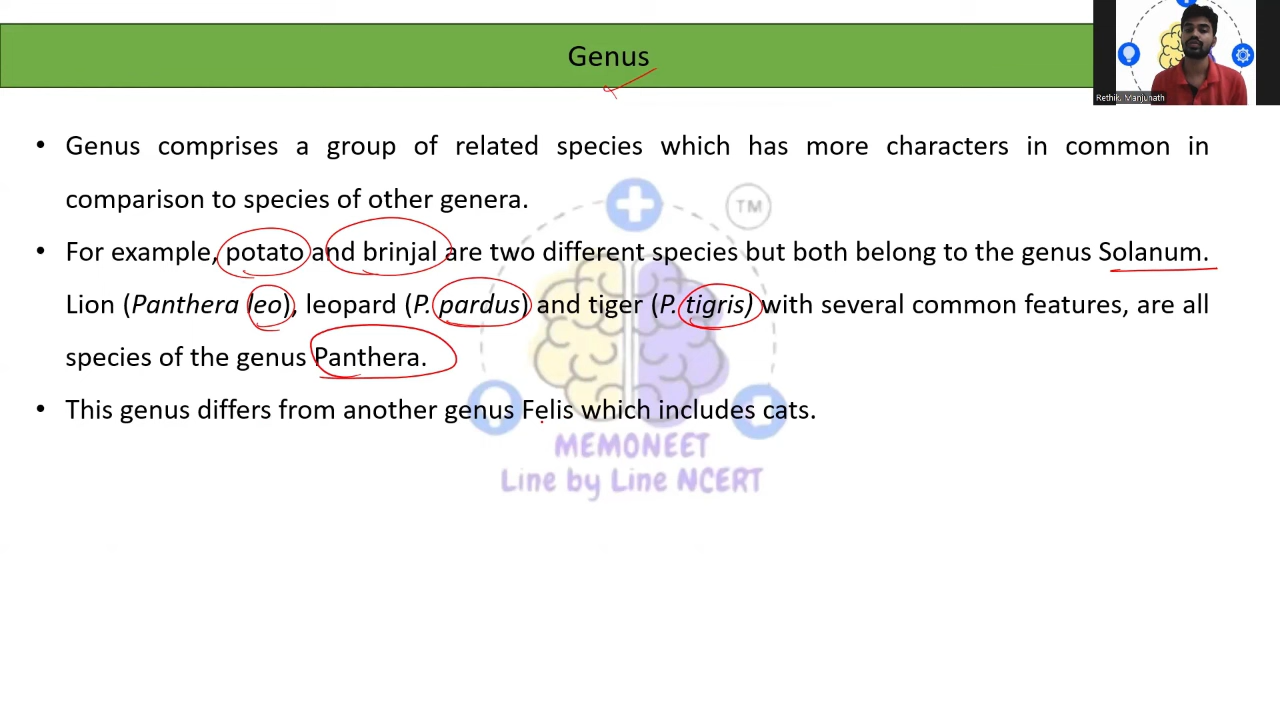 Genus
Rethik. Manjunath
• Genus comprises a group of related species which has more characters in common in
comparison to species of other genera.
• For example, potato and brinjal are two different species but both belong to the genus Solanum.
Lion (Panthera leo), leopard (P. pardus) and tiger (P. tigris) with several common features, are all
species of the genus Panthera.
• This genus differs from another genus Felis which includes cats.
TM
MEMONEET
Line by Line NCERT